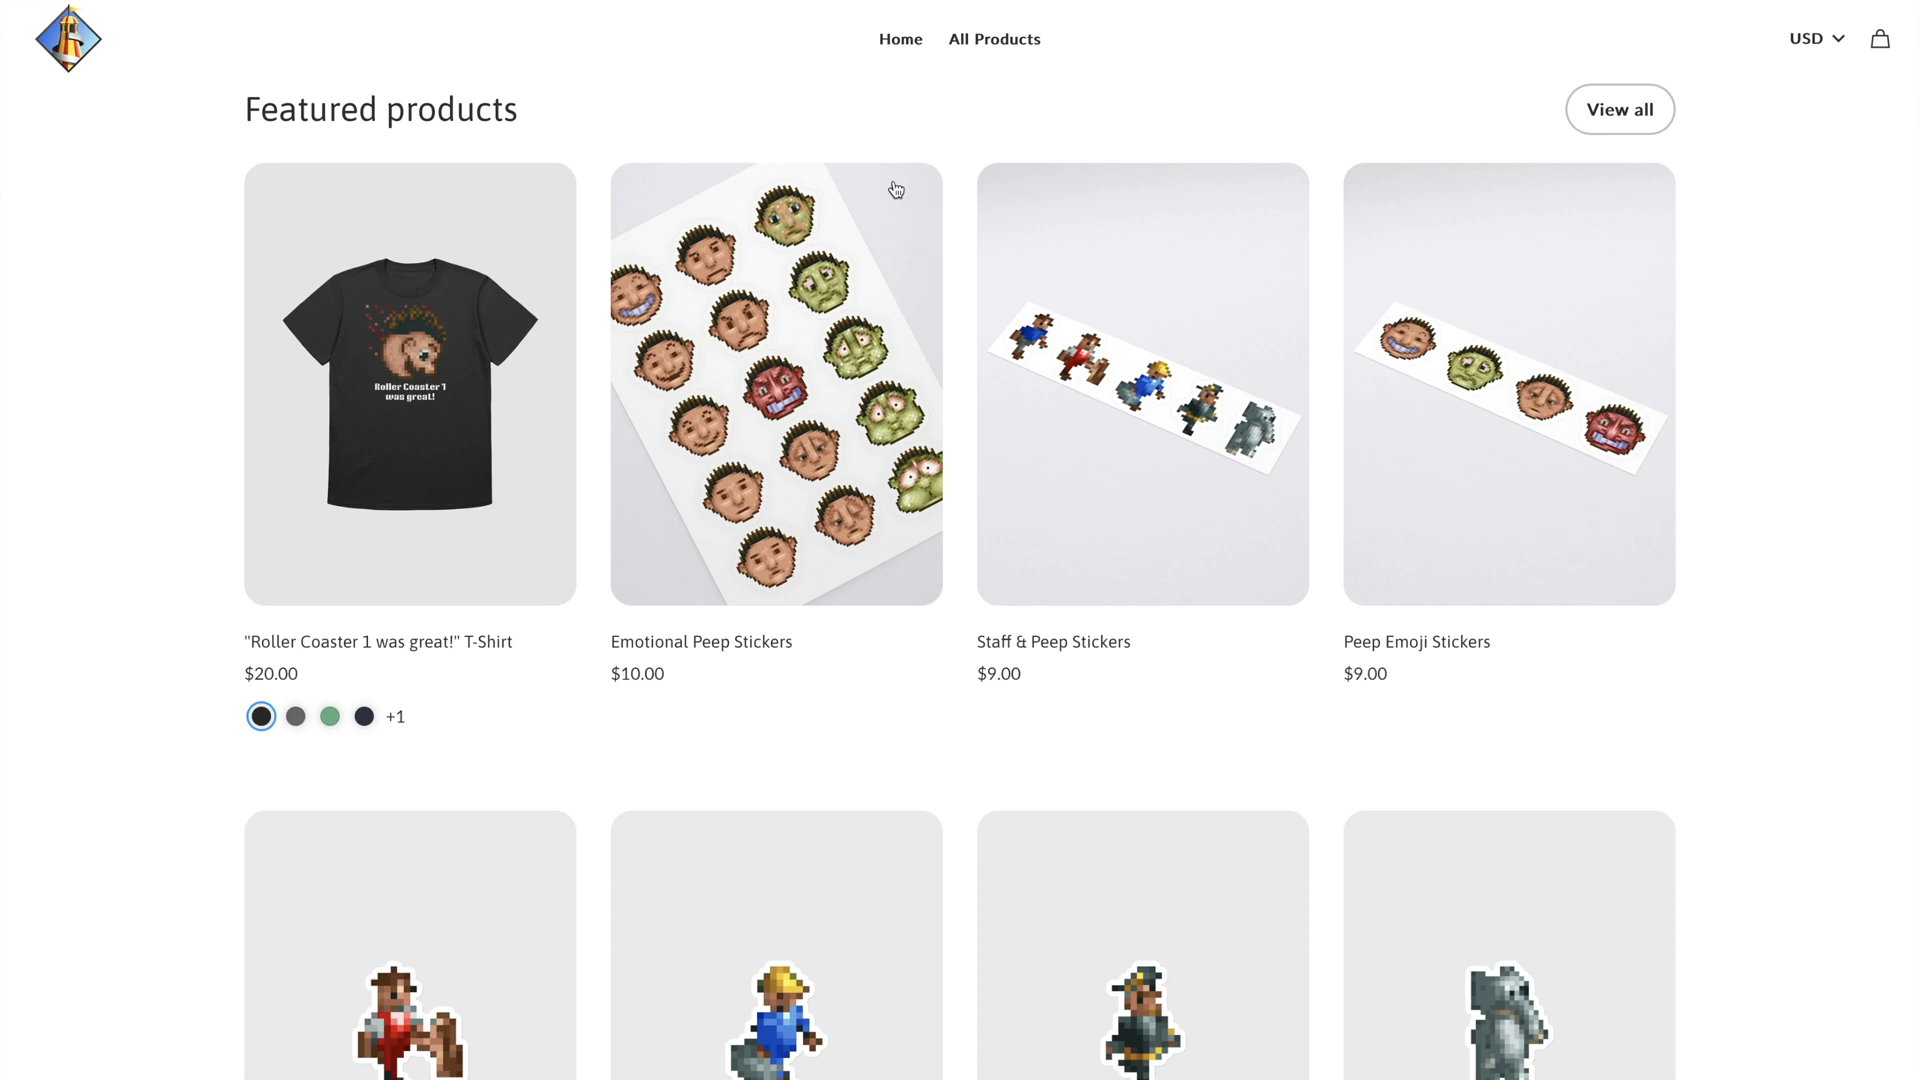 Home
All Products
USD
Featured products
View all
Roller Coaster 1
was great!
"Roller Coaster 1 was great!" T-Shirt
$20.00
+1
Emotional Peep Stickers
$10.00
Staff & Peep Stickers
$9.00
Peep Emoji Stickers
$9.00